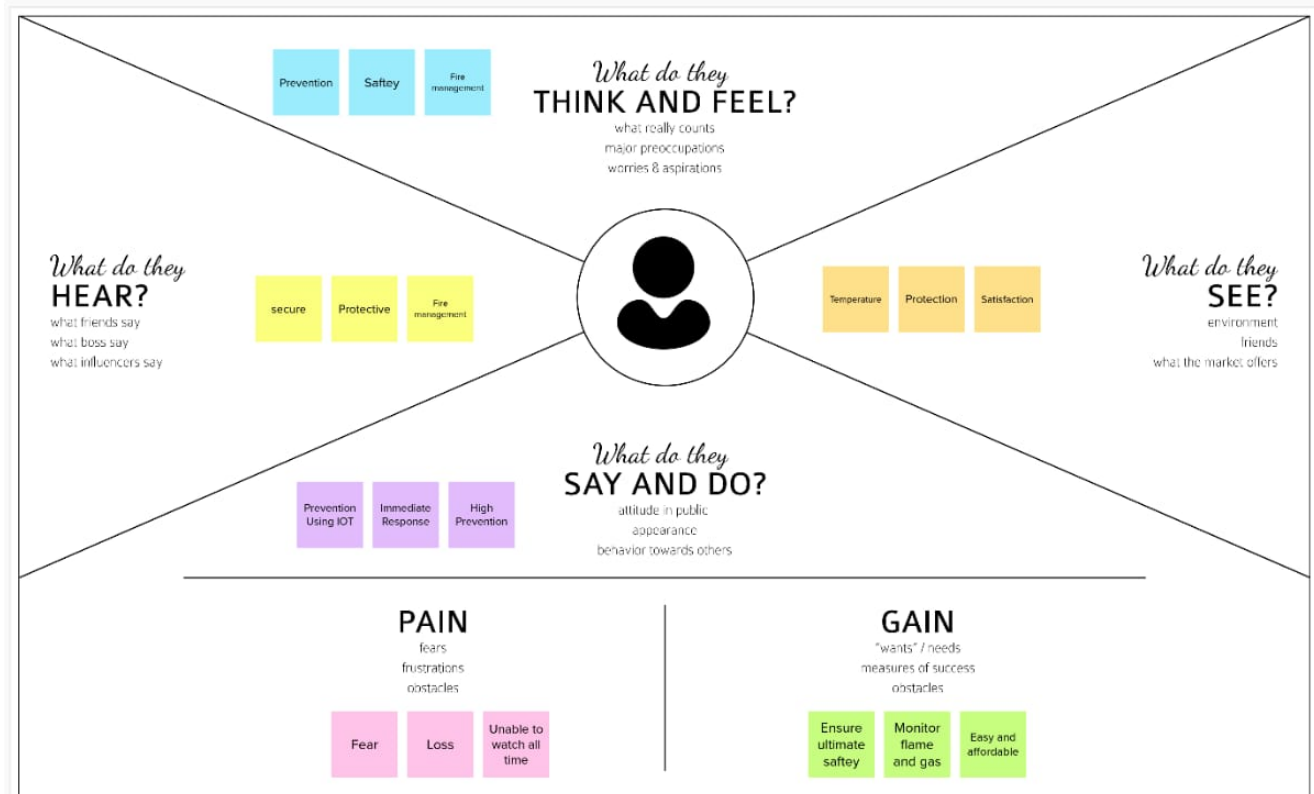 Prevention
Saftey
Fire
management
What do they
THINK AND FEEL?
what really counts
major preoccupations
worries & aspirations
What do they
HEAR?
what friends say
what boss say
what influencers say
secure
Protective
Fire
management
Temperature
Protection
Satisfaction
What do they
SEE?
environment
friends
what the market offers
What do they
SAY AND DO?
attitude in public
appearance
behavior towards others
Prevention
Using IOT
Immediate
Response
High
Prevention
PAIN
fears
frustrations
obstacles
Fear
Loss
Unable to
watch all
time
GAIN
"wants" / needs
measures of success
obstacles
Ensure
ultimate
saftey
Monitor
flame
and gas
Easy and
affordable